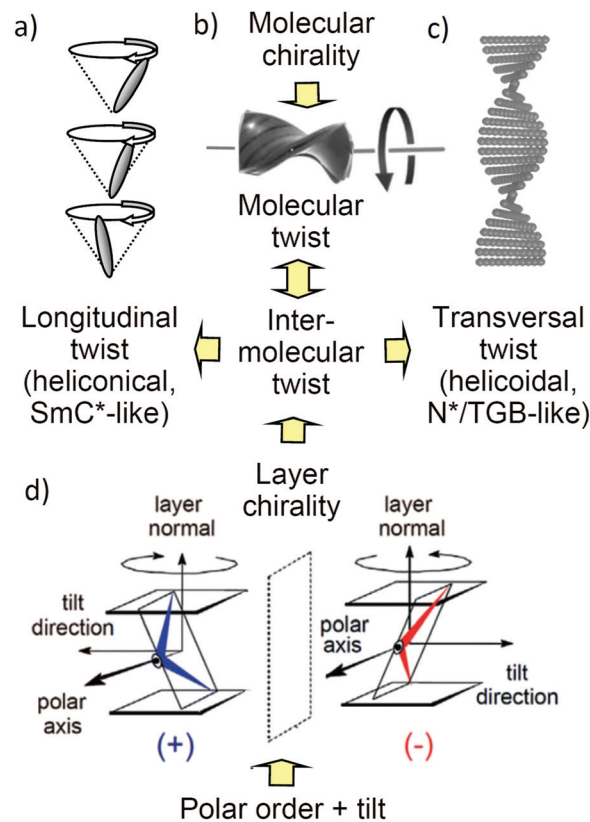 a)
b)
Molecular
chirality
c)
Molecular
twist
Longitudinal
twist
(heliconical,
SmC*-like)
Inter-
molecular
twist
Transversal
twist
(helicoidal,
N*/TGB-like)
Layer
chirality
d)
layer
normal
tilt
direction
polar
axis
(+)
layer
normal
polar
axis
tilt
direction
(-)
Polar order + tilt